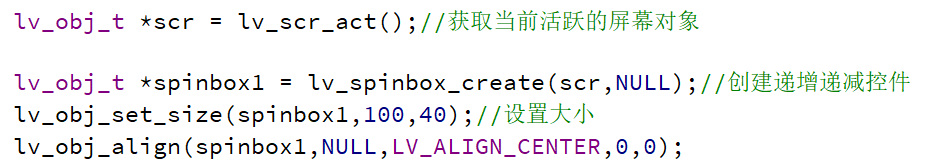 lv_obj_t *scr = lv_scr_act();//获取当前活跃的屏幕对象
lv_obj_t *spinbox1 = lv_spinbox_create(scr,NULL);//创建递增递减控件
lv_obj_set_size(spinbox1,100,40);//设置大小
lv_obj_align(spinbox1,NULL,LV_ALIGN_CENTER,0,0);